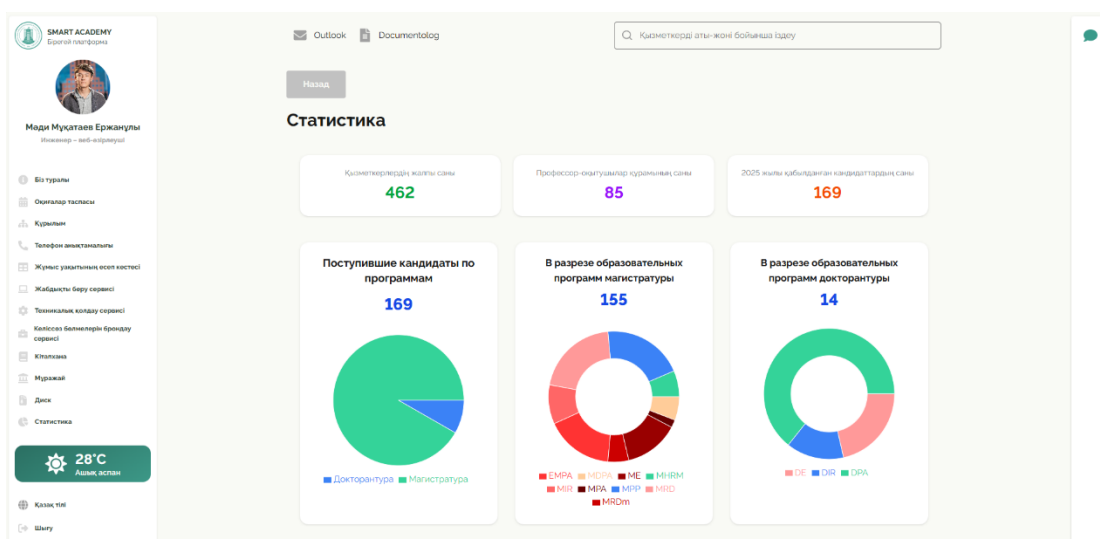 SMART ACADEMY
Бірегей платформа
Мәди Мұқатаев Ержанұлы
Инженер – веб-әзірлеуші
Біз туралы
Оқиғалар таспасы
Құрылым
Телефон анықтамалығы
Жұмыс уақытының есеп кестесі
Жабдықты беру сервисі
Техникалық қолдау сервисі
Келіссөз бөлмелерін брондау
сервисі
Кітапхана
Мұражай
Диск
Статистика
28°C
Ашық аспан
Қазақ тілі
Шығу
Outlook
Documentolog
Қызметкерді аты-жөні бойынша іздеу
Назад
Статистика
Қызметкерлердің жалпы саны
462
Профессор-оқытушылар құрамының саны
85
2025 жылы қабылданған кандидаттардың саны
169
Поступившие кандидаты по
программам
169
Докторантура Магистратура
В разрезе образовательных
программ магистратуры
155
EMPA MDPA ME MHRM
MIR MPA MPP MRD
MRDm
В разрезе образовательных
программ докторантуры
14
DE DIR DPA